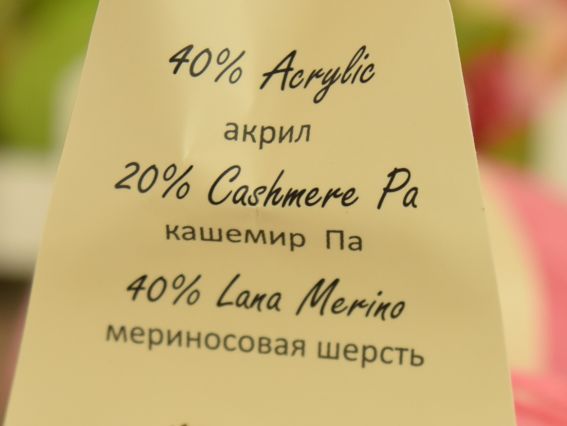 40% Acrylic
акрил
20% Cashmere Pa
кашемир Па
40% Lana Merino
мериносовая шерсть